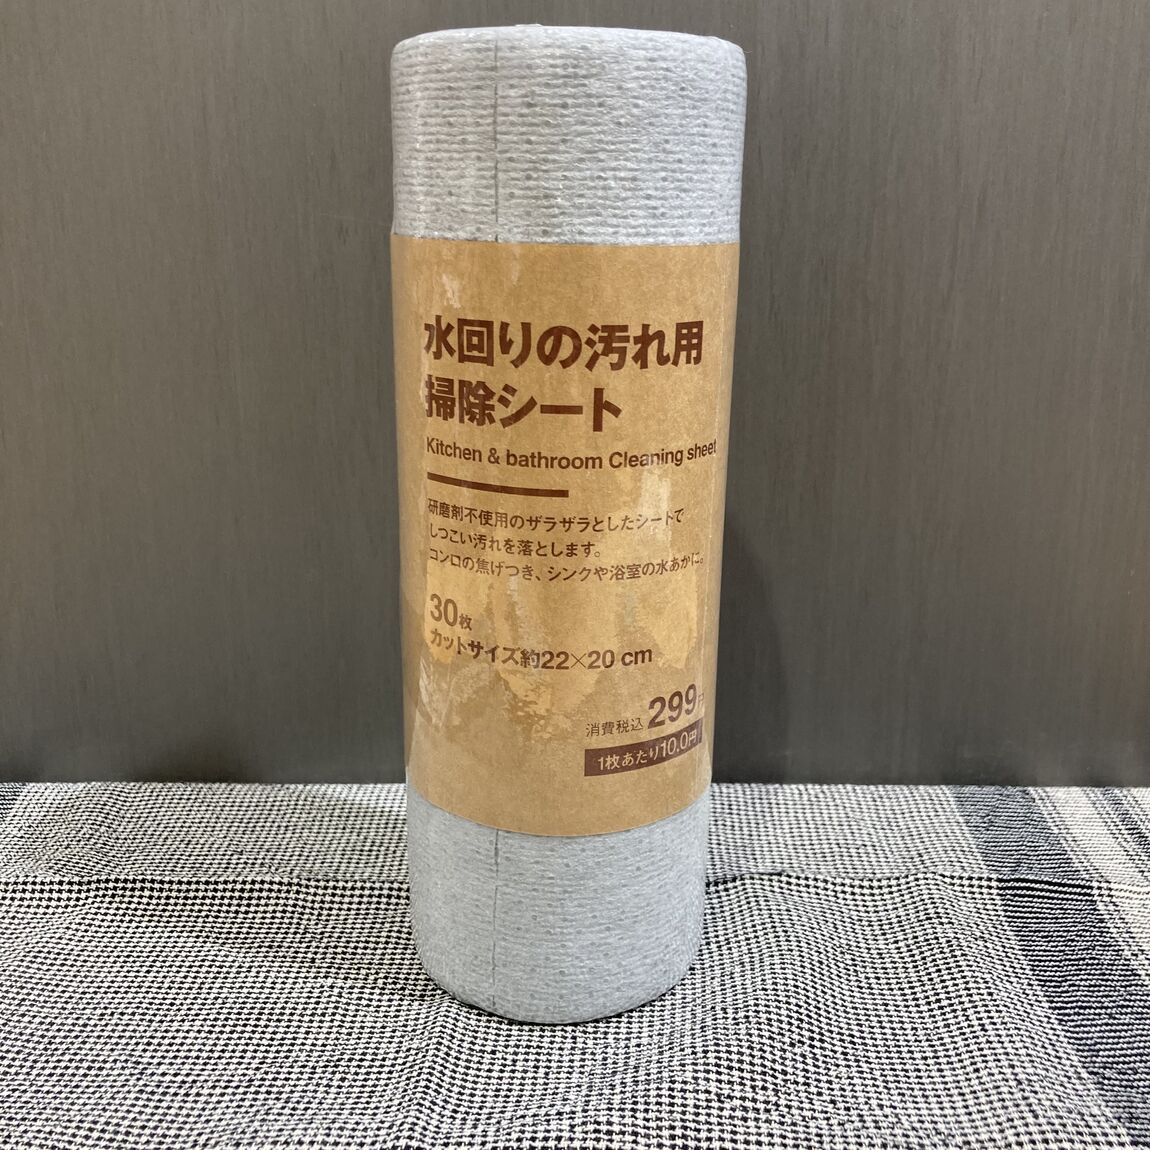 水回りの汚れ用
掃除シート
Kitchen & bathroom Cleaning sheet
研磨剤不使用のザラザラとしたシートで
しつこい汚れを落とします。
コンロの焦げつき、シンクや浴室の水あかに。
30枚
カットサイズ約22×20 cm
消費税込 299円
1枚あたり10.0円